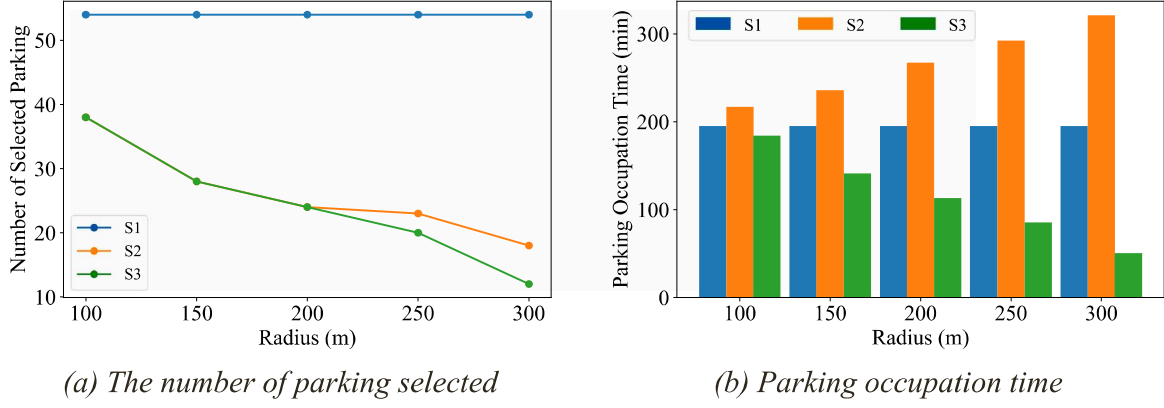 Number of Selected Parking
50
40
30
20
10
S1
S2
S3
100 150 200 250 300
Radius (m)
(a) The number of parking selected
Parking Occupation Time (min)
300
200
100
0
S1 S2 S3
100 150 200 250 300
Radius (m)
(b) Parking occupation time